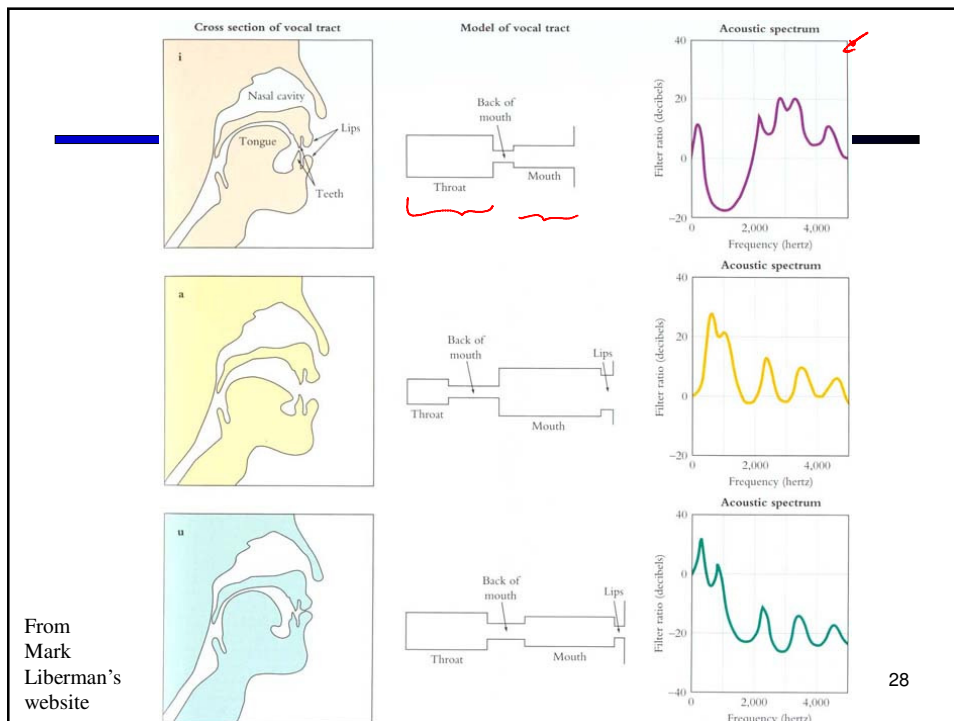 Cross section of vocal tract
Model of vocal tract
Acoustic spectrum
i
Nasal cavity
Lips
Tongue
Teeth
Back of
mouth
Throat
Mouth
40
20
0
−20
Filter ratio (decibels)
0
2,000
4,000
Frequency (hertz)
a
Back of
mouth
Lips
Throat
Mouth
Acoustic spectrum
40
20
0
−20
Filter ratio (decibels)
0
2,000
4,000
Frequency (hertz)
u
Back of
mouth
Lips
Throat
Mouth
Acoustic spectrum
40
20
0
−20
−40
Filter ratio (decibels)
0
2,000
4,000
Frequency (hertz)
From
Mark
Liberman's
website
28